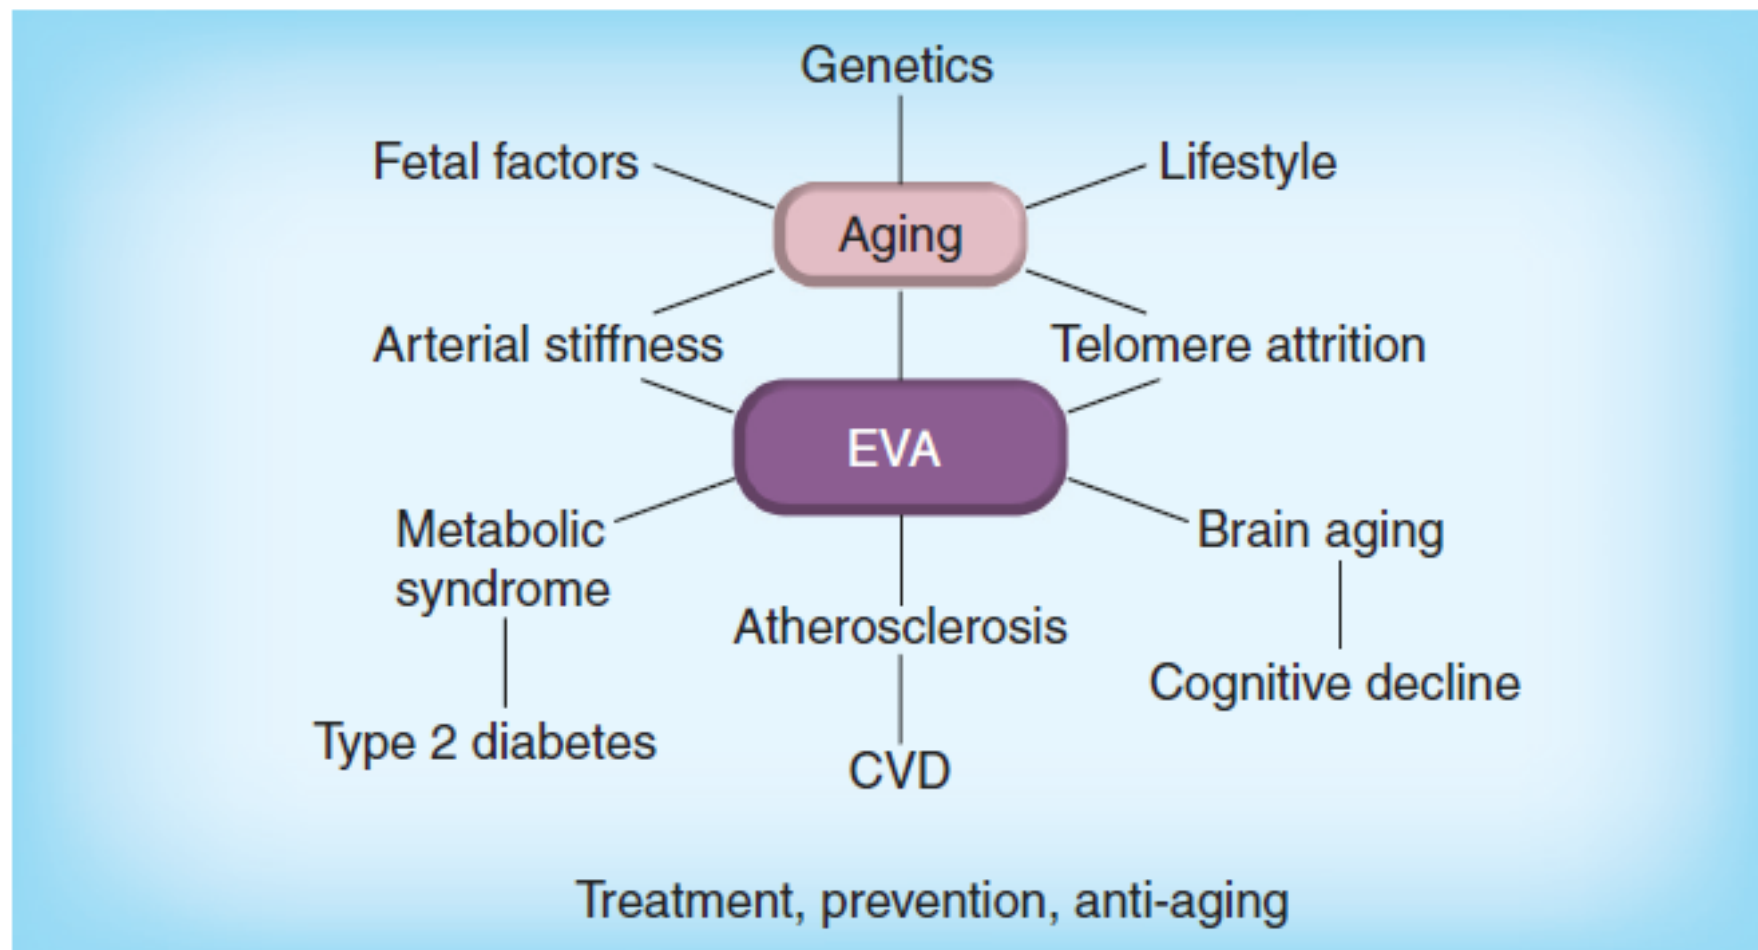 Genetics
Fetal factors
Lifestyle
Aging
Arterial stiffness
Telomere attrition
EVA
Metabolic
syndrome
Brain aging
Atherosclerosis
Cognitive decline
Type 2 diabetes
CVD
Treatment, prevention, anti-aging